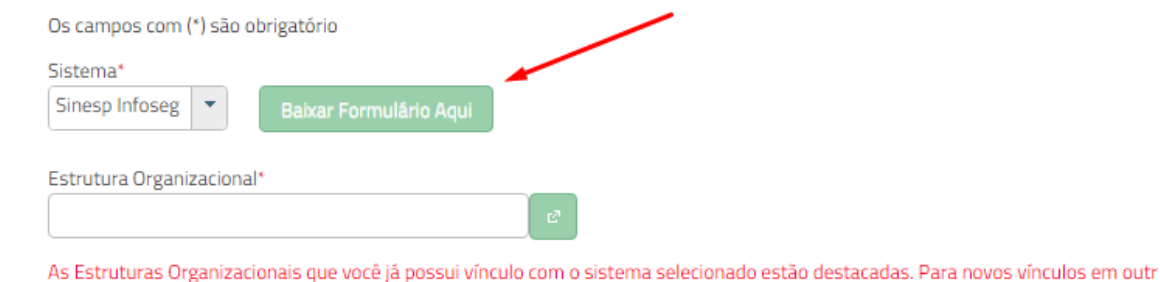 Os campos com (*) são obrigatório
Sistema*
Sinesp Infoseg
Baixar Formulário Aqui
Estrutura Organizacional*
As Estruturas Organizacionais que você já possui vínculo com o sistema selecionado estão destacadas. Para novos vínculos em outr